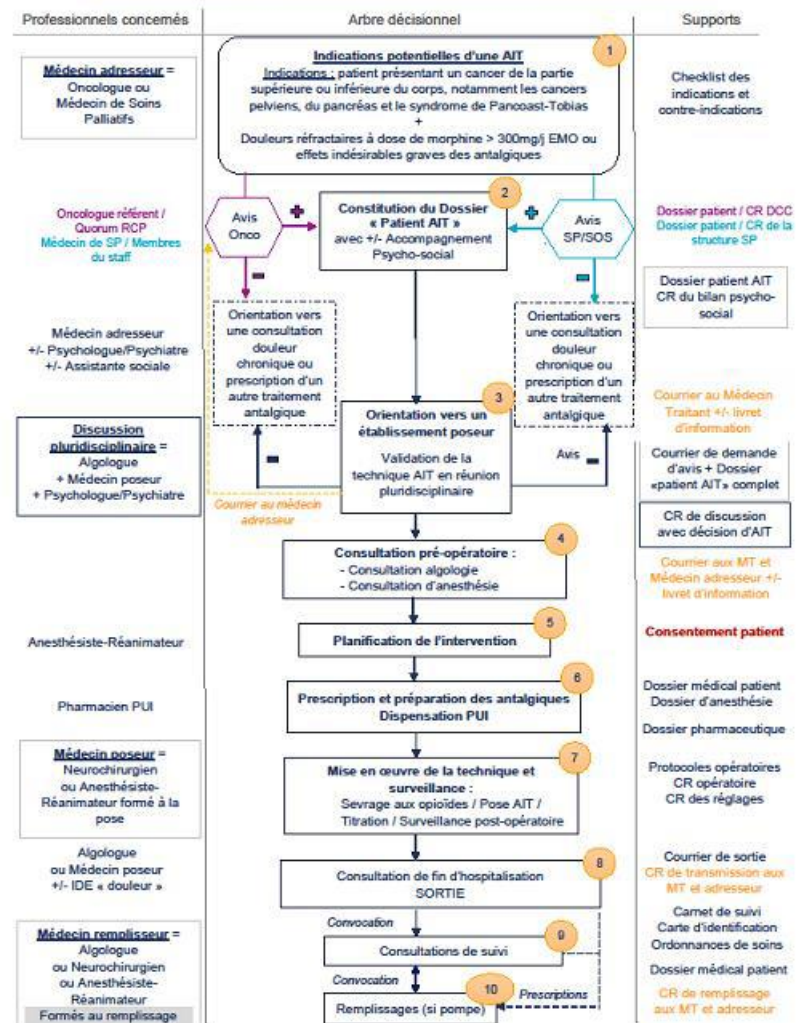 Professionnels concernés
Arbre décisionnel
Supports
Médecin adresseur =
Oncologue ou
Médecin de Soins
Palliatifs
1
Indications potentielles d'une AIT
Indications : patient présentant un cancer de la partie
supérieure ou inférieure du corps, notamment les cancers
pelviens, du pancréas et le syndrome de Pancoast-Tobias
+
Douleurs réfractaires à dose de morphine > 300mg/j EMO ou
effets indésirables graves des antalgiques
Checklist des
indications et
contre-indications
Oncologue référent /
Quorum RCP
Médecin de SP / Membres
du staff
Avis
Onco
+
2
Constitution du Dossier
« Patient AIT »
avec +/- Accompagnement
Psycho-social
+
Avis
SP/SOS
Dossier patient / CR DCC
Dossier patient / CR de la
structure SP
Dossier patient AIT
CR du bilan psycho-
social
Médecin adresseur
+/- Psychologue/Psychiatre
+/- Assistante sociale
Orientation vers
une consultation
douleur
chronique ou
prescription d'un
autre traitement
antalgique
Orientation vers
une consultation
douleur
chronique ou
prescription d'un
autre traitement
antalgique
Discussion
pluridisciplinaire =
Algologue
+ Médecin poseur
+ Psychologue/Psychiatre
3
Orientation vers un
établissement poseur
Validation de la
technique AIT en réunion
pluridisciplinaire
Avis
Courrier au médecin
adresseur
Courrier au Médecin
Traitant +/- livret
d'information
Courrier de demande
d'avis + Dossier
«patient AIT» complet
CR de discussion
avec décision d'AIT
Courrier aux MT et
Médecin adresseur +/-
livret d'information
4
Consultation pré-opératoire :
- Consultation algologie
- Consultation d'anesthésie
Anesthésiste-Réanimateur
5
Planification de l'intervention
Consentement patient
6
Prescription et préparation des antalgiques
Dispensation PUI
Pharmacien PUI
Dossier médical patient
Dossier d'anesthésie
Dossier pharmaceutique
Médecin poseur =
Neurochirurgien
ou Anesthésiste-
Réanimateur formé à la
pose
7
Mise en œuvre de la technique et
surveillance :
Sevrage aux opioïdes / Pose AIT /
Titration / Surveillance post-opératoire
Protocoles opératoires
CR opératoire
CR des réglages
Algologue
ou Médecin poseur
+/- IDE « douleur »
8
Consultation de fin d'hospitalisation
SORTIE
Courrier de sortie
CR de transmission aux
MT et adresseur
Carnet de suivi
Carte d'identification
Ordonnances de soins
Convocation
9
Consultations de suivi
Médecin remplisseur =
Algologue
ou Neurochirurgien
ou Anesthésiste-
Réanimateur
Formés au remplissage
Convocation
10
Prescriptions
Remplissages (si pompe)
Dossier médical patient
CR de remplissage
aux MT et adresseur